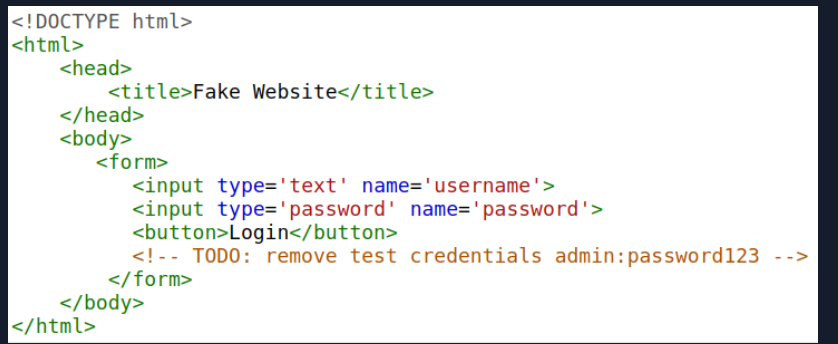 <!DOCTYPE html>
<html>
    <head>
        <title>Fake Website</title>
    </head>
    <body>
       <form>
          <input type='text' name='username'>
          <input type='password' name='password'>
          <button>Login</button>
          <!-- TODO: remove test credentials admin:password123 -->
        </form>
    </body>
</html>